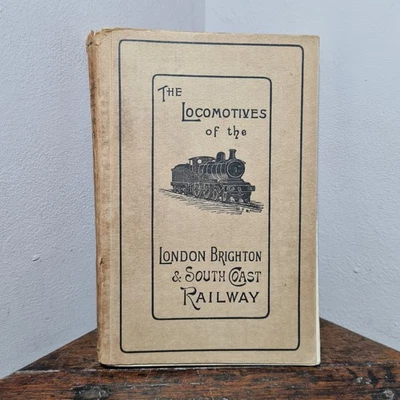 THE
LOCOMOTIVES
of the
LONDON BRIGHTON
& SOUTH COAST
RAILWAY